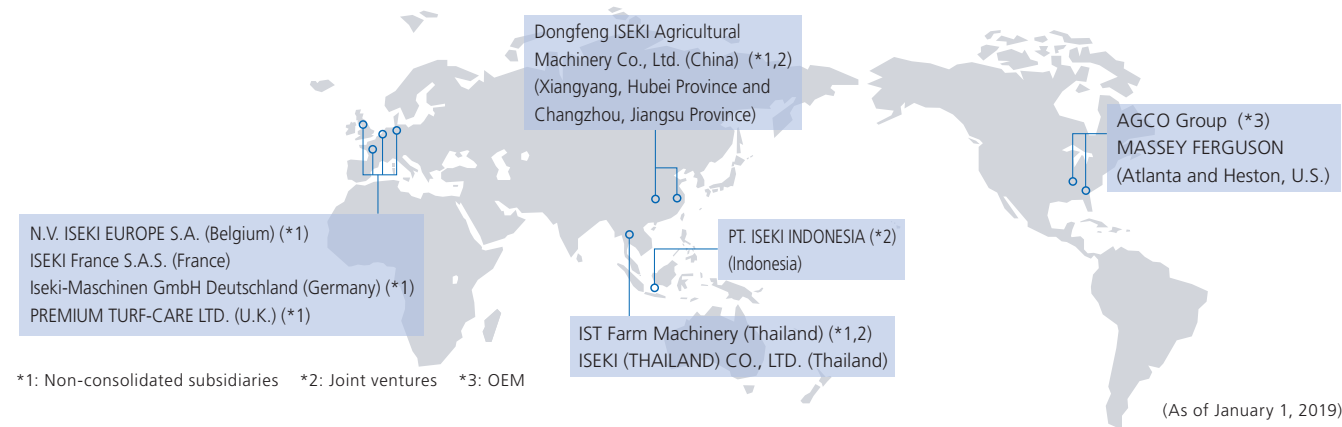 Dongfeng ISEKI Agricultural
Machinery Co., Ltd. (China) (*1,2)
(Xiangyang, Hubei Province and
Changzhou, Jiangsu Province)
AGCO Group (*3)
MASSEY FERGUSON
(Atlanta and Heston, U.S.)
N.V. ISEKI EUROPE S.A. (Belgium) (*1)
ISEKI France S.A.S. (France)
Iseki-Maschinen GmbH Deutschland (Germany) (*1)
PREMIUM TURF-CARE LTD. (U.K.) (*1)
PT. ISEKI INDONESIA (*2)
(Indonesia)
IST Farm Machinery (Thailand) (*1,2)
ISEKI (THAILAND) CO., LTD. (Thailand)
*1: Non-consolidated subsidiaries *2: Joint ventures *3: OEM
(As of January 1, 2019)